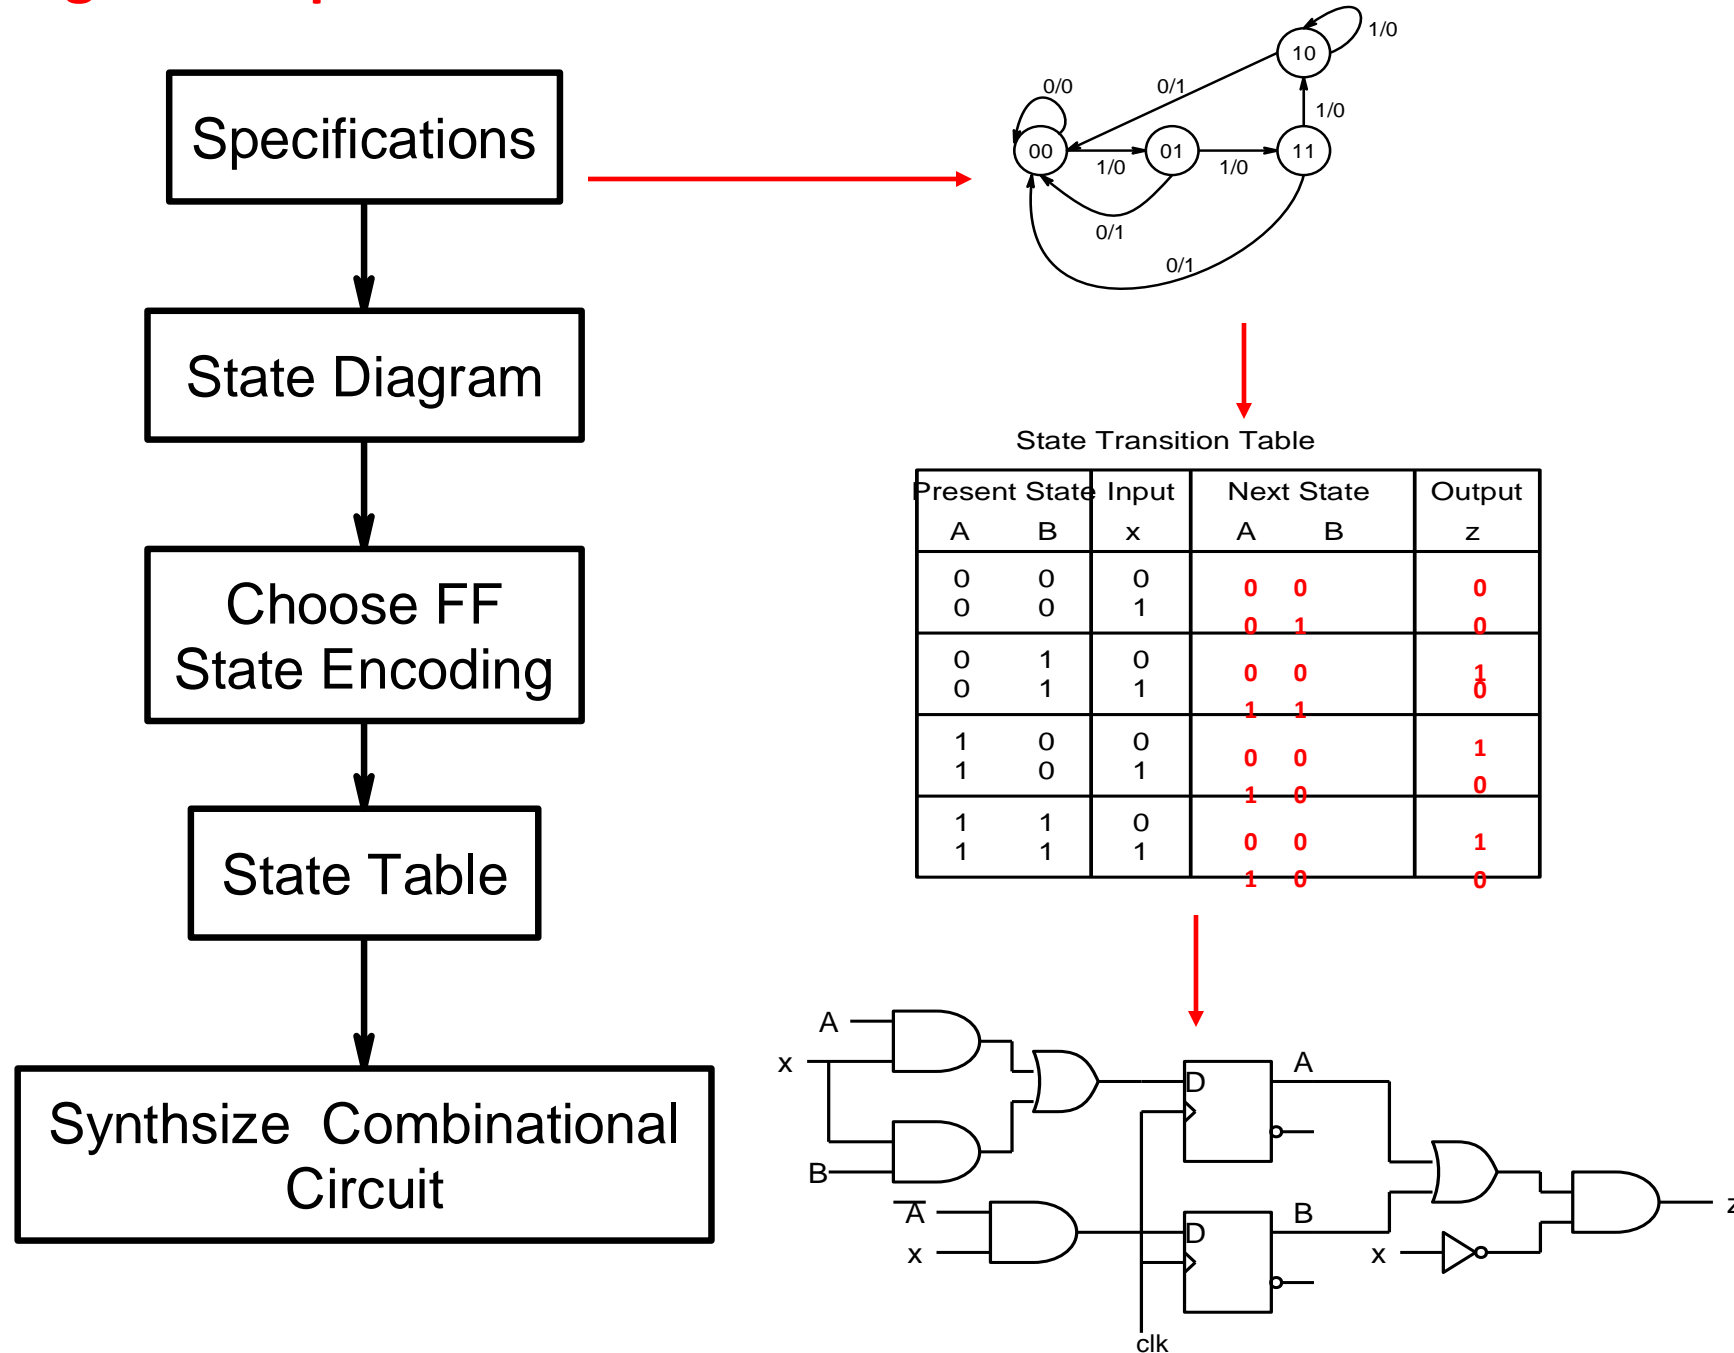 Specifications
State Diagram
Choose FF
State Encoding
State Table
Synthsize Combinational
Circuit
1/0
10
0/0
0/1
1/0
00
01
11
1/0
1/0
0/1
0/1
State Transition Table
Present State Input Next State Output
A B x A B z
0 0 0 0 0 0
0 0 1 0 1 0
0 1 0 0 0 1
0 1 1 1 1 0
1 0 0 0 0 1
1 0 1 1 0 0
1 1 0 0 0 1
1 1 1 1 0 0
A
x
B
A
x
D
A
D
B
x
z
clk